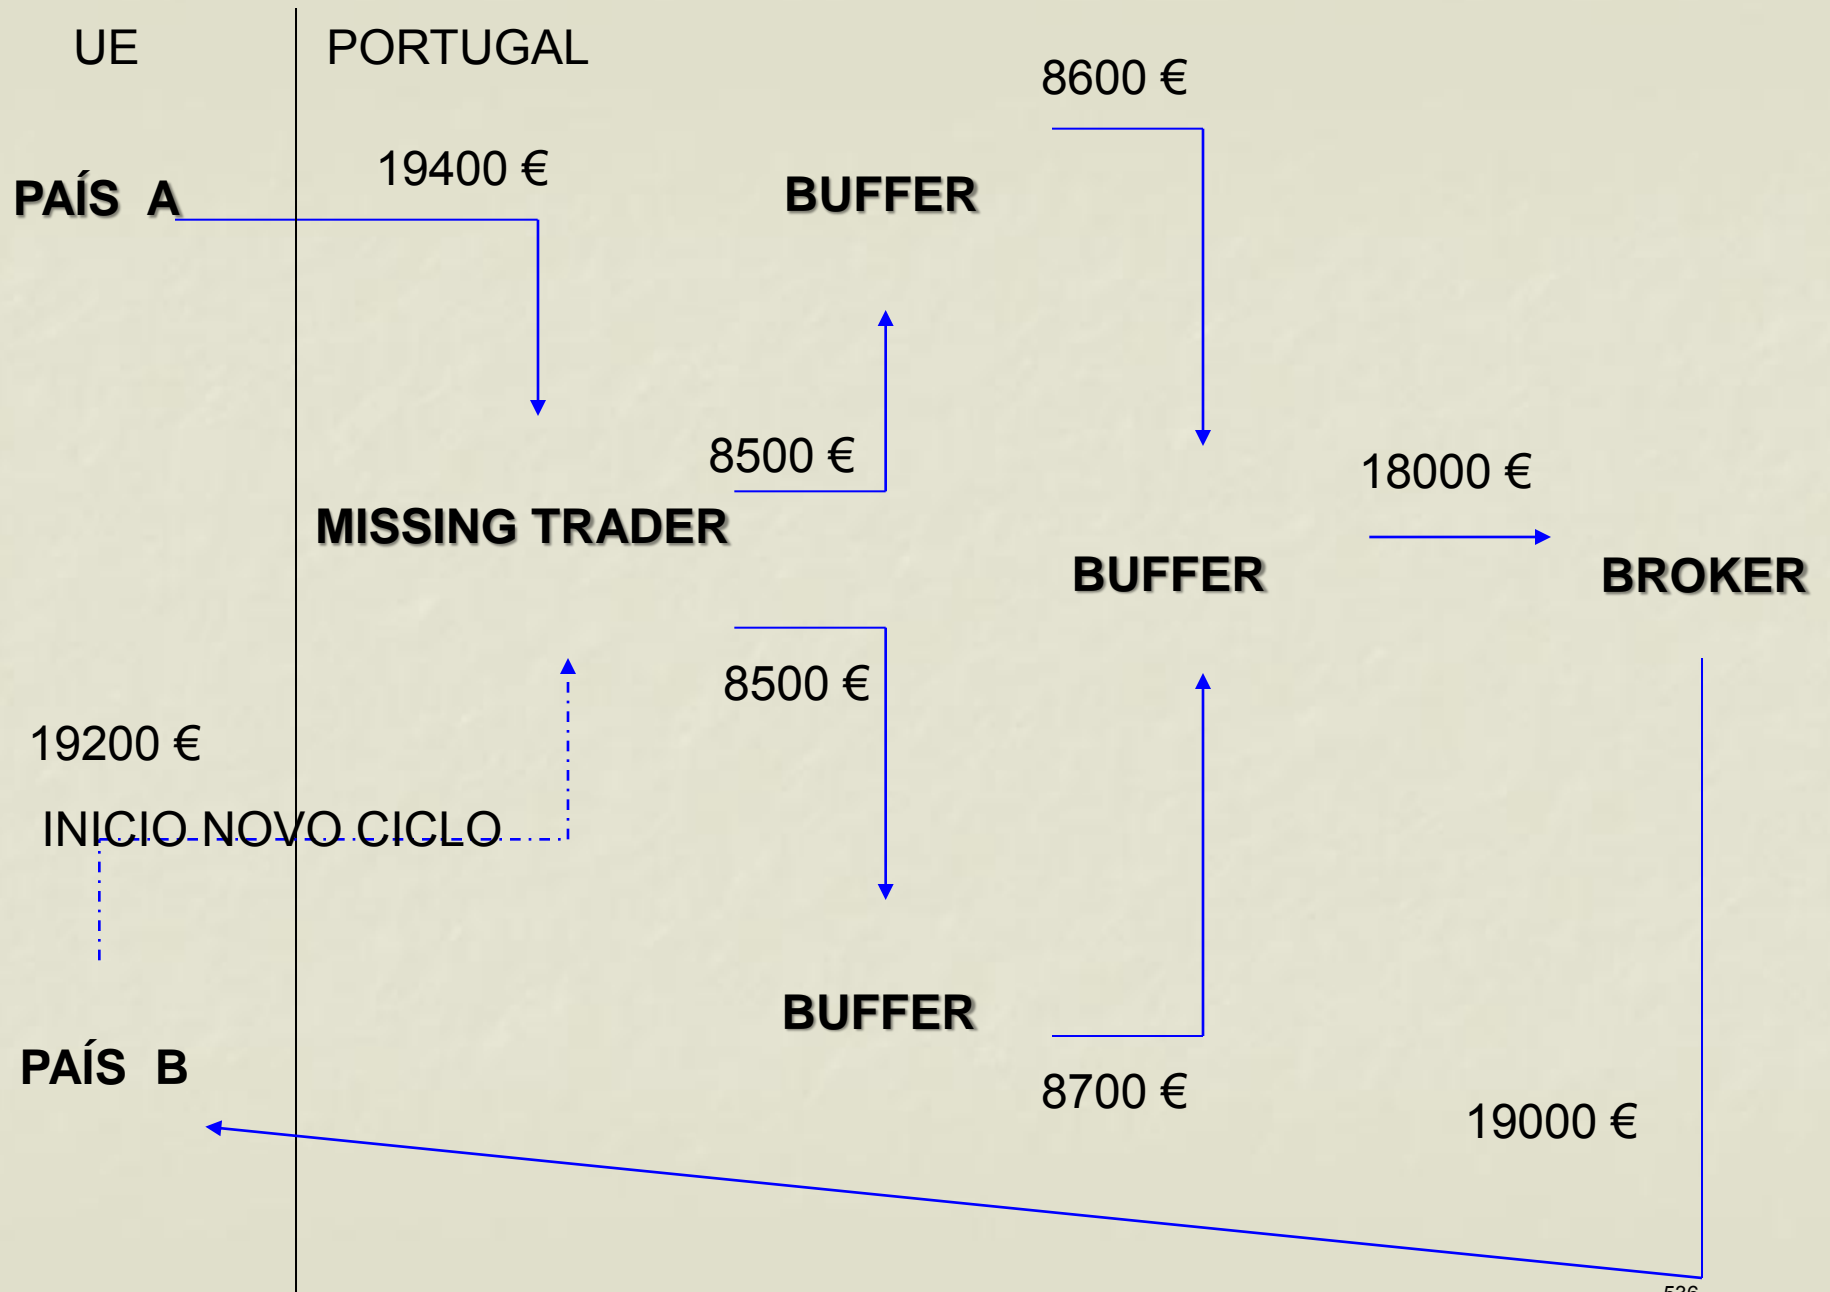 UE
PORTUGAL
8600 €
19400 €
PAÍS A
BUFFER
8500 €
18000 €
MISSING TRADER
BUFFER
BROKER
8500 €
19200 €
INICIO NOVO CICLO
BUFFER
PAÍS B
8700 €
19000 €